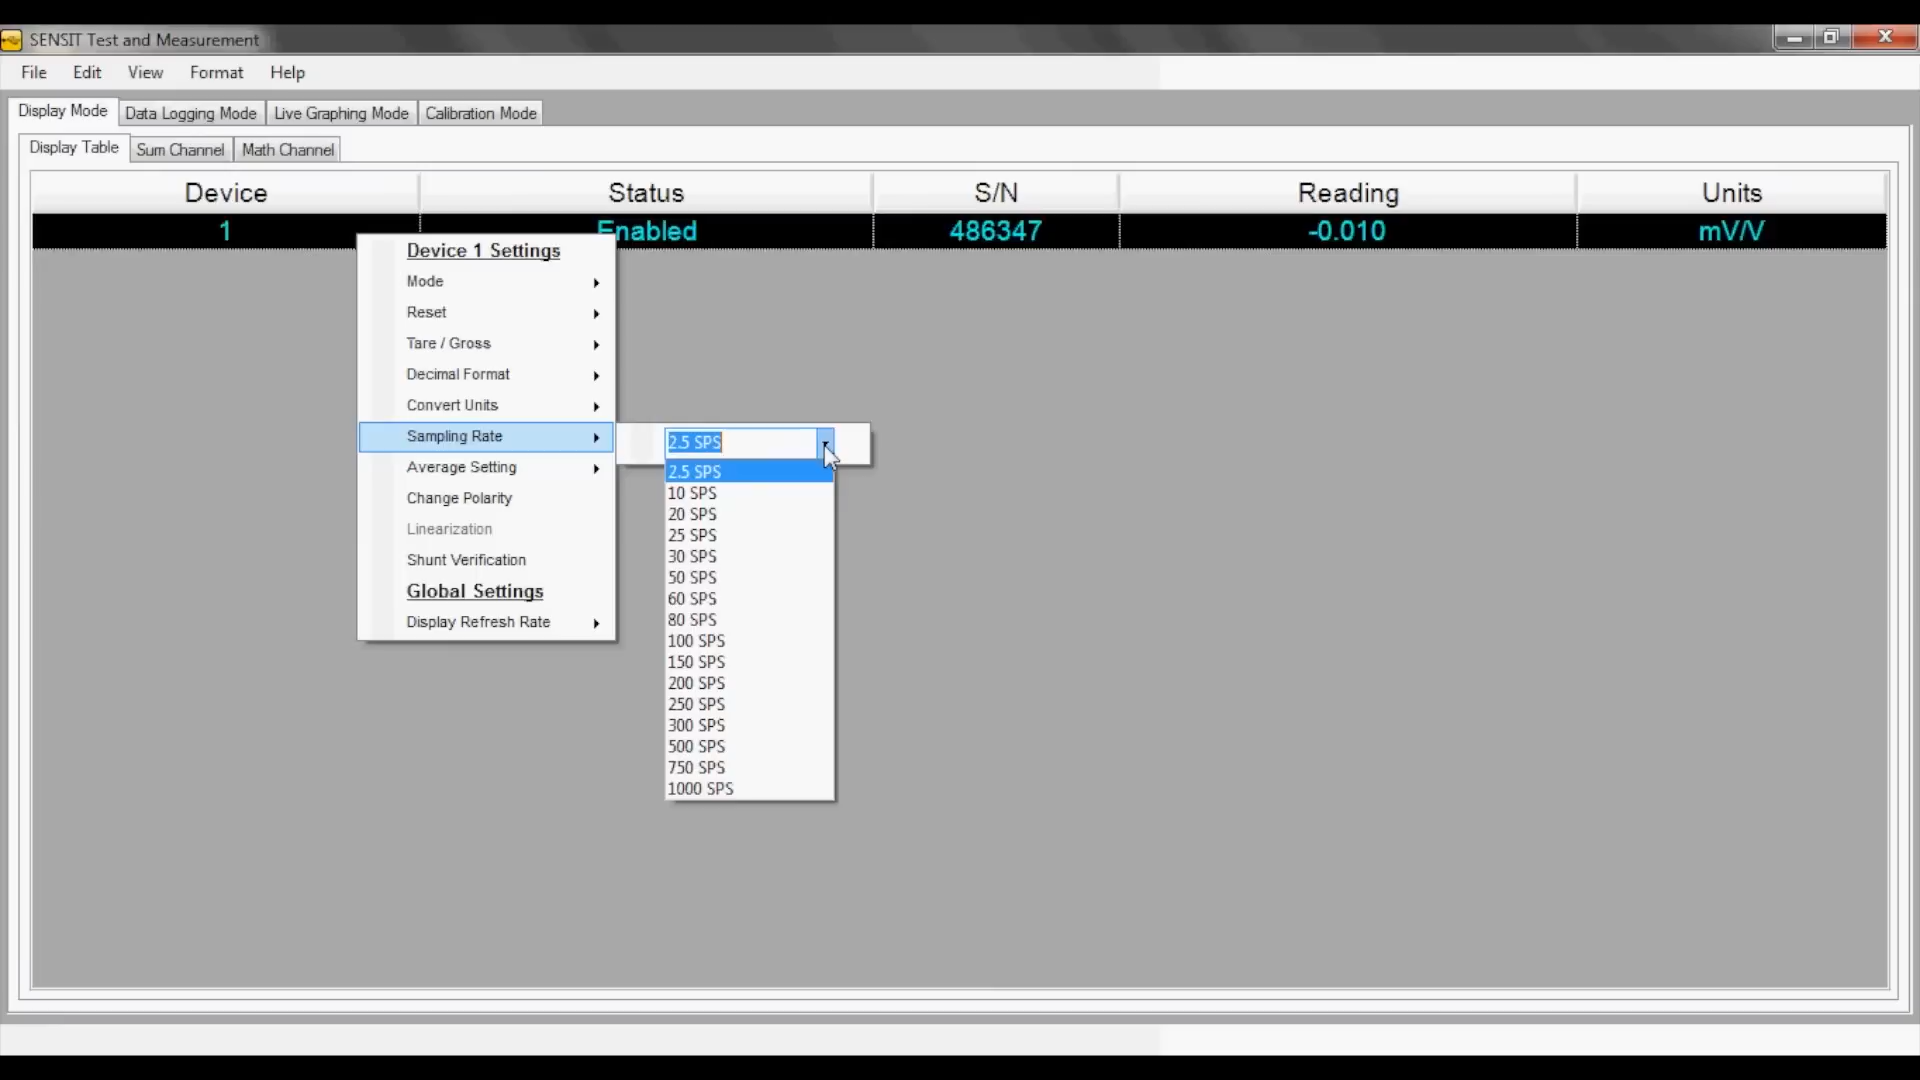 SENSIT Test and Measurement
File Edit View Format Help
Display Mode Data Logging Mode Live Graphing Mode Calibration Mode
Display Table Sum Channel Math Channel
Device Status S/N Reading Units
1 Enabled 486347 -0.010 mV/V
Device 1 Settings
Mode
Reset
Tare / Gross
Decimal Format
Convert Units
Sampling Rate
Average Setting
Change Polarity
Linearization
Shunt Verification
Global Settings
Display Refresh Rate
2.5 SPS
2.5 SPS
10 SPS
20 SPS
25 SPS
30 SPS
50 SPS
60 SPS
80 SPS
100 SPS
150 SPS
200 SPS
250 SPS
300 SPS
500 SPS
750 SPS
1000 SPS